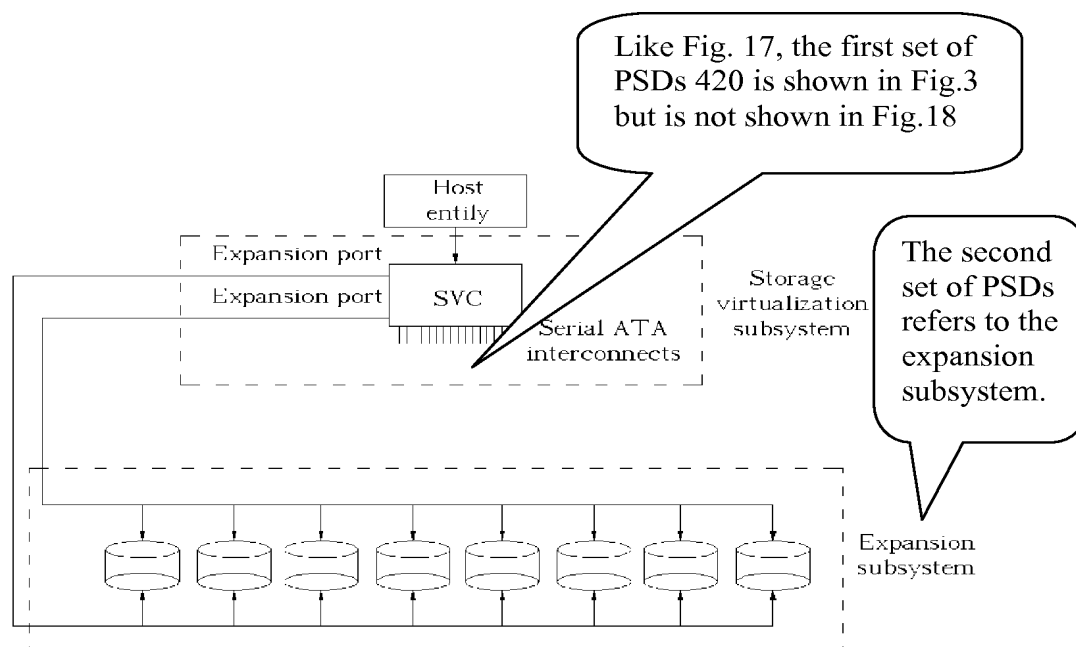 Like Fig. 17, the first set of
PSDs 420 is shown in Fig.3
but is not shown in Fig.18
Host
entily
Expansion port
Expansion port
SVC
Serial ATA
interconnects
Storage
virtualization
subsystem
The second
set of PSDs
refers to the
expansion
subsystem.
Expansion
subsystem